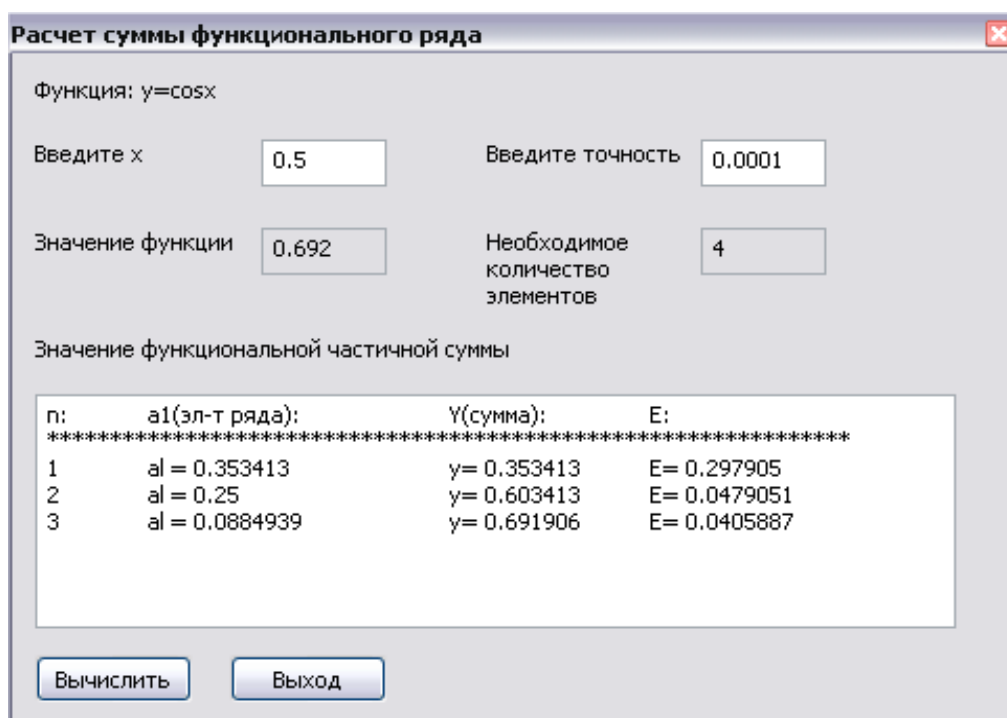 Расчет суммы функционального ряда
Функция: y=cosx
Введите x
0.5
Введите точность
0.0001
Значение функции
0.692
Необходимое
количество
элементов
4
Значение функциональной частичной суммы
n: a1(эл-т ряда): Y(сумма): E:
****************************************************************
1 al = 0.353413 y= 0.353413 E= 0.297905
2 al = 0.25 y= 0.603413 E= 0.0479051
3 al = 0.0884939 y= 0.691906 E= 0.0405887
Вычислить
Выход